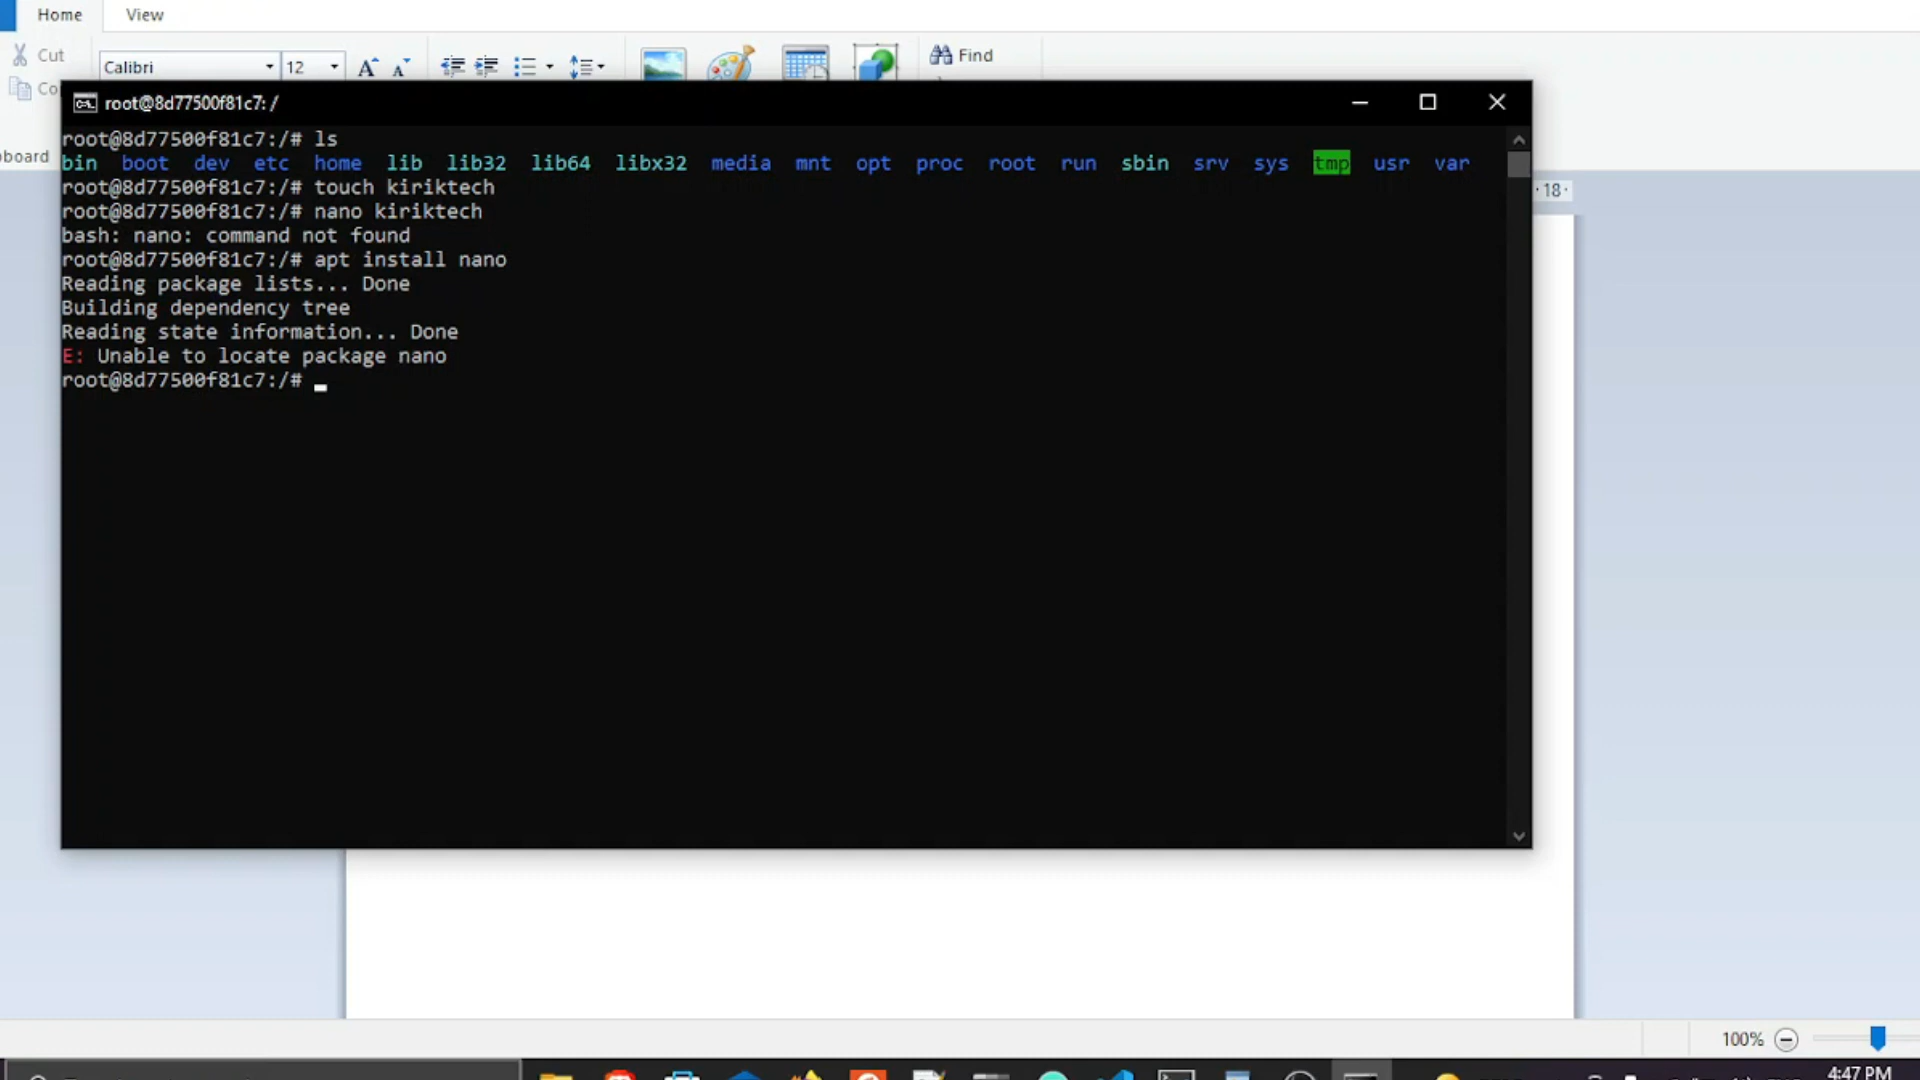 Home View
Cut
Calibri 12 Find
Co
root@8d77500f81c7: /
root@8d77500f81c7:/# ls
board
bin boot dev etc home lib lib32 lib64 libx32 media mnt opt proc root run sbin srv sys tmp usr var
root@8d77500f81c7:/# touch kiriktech
·18·
root@8d77500f81c7:/# nano kiriktech
bash: nano: command not found
root@8d77500f81c7:/# apt install nano
Reading package lists... Done
Building dependency tree
Reading state information... Done
E: Unable to locate package nano
root@8d77500f81c7:/#
100%
4:47 PM